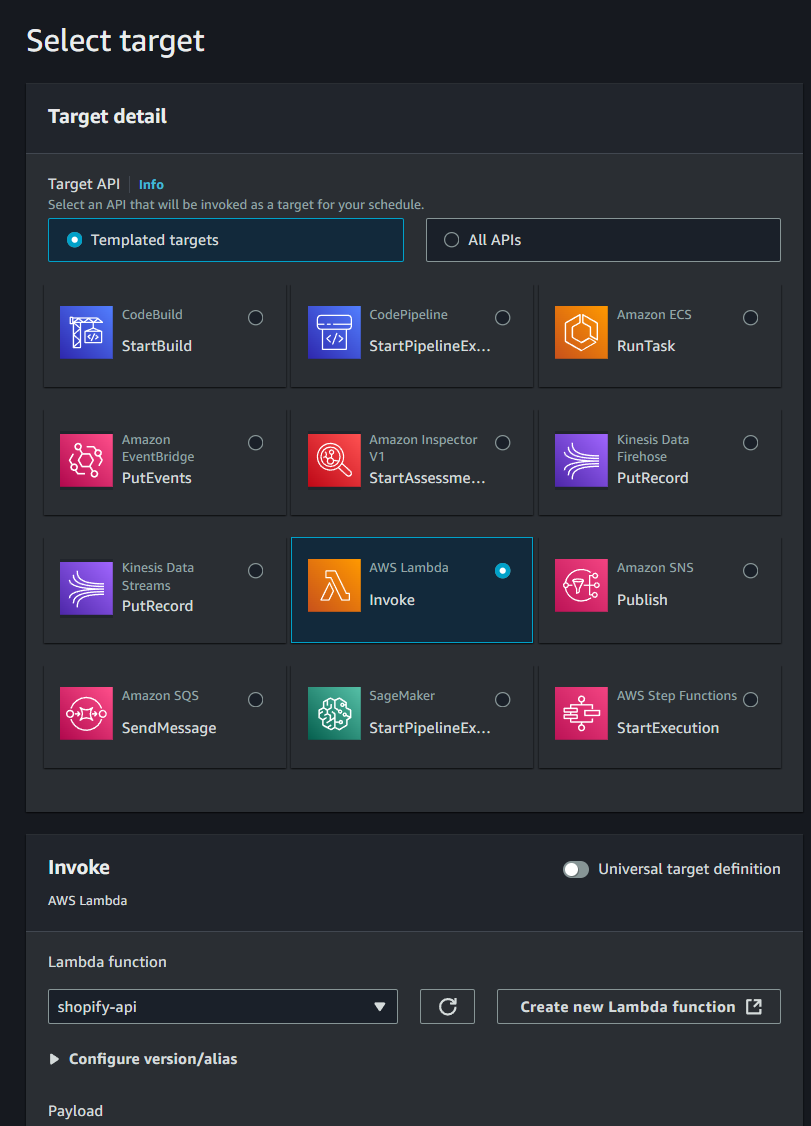 Select target
Target detail
Target API
Info
Select an API that will be invoked as a target for your schedule.
Templated targets
All APIs
CodeBuild
StartBuild
CodePipeline
StartPipelineEx...
Amazon ECS
RunTask
Amazon
EventBridge
PutEvents
Amazon Inspector
V1
StartAssessme...
Kinesis Data
Firehose
PutRecord
Kinesis Data
Streams
PutRecord
AWS Lambda
Invoke
Amazon SNS
Publish
Amazon SQS
SendMessage
SageMaker
StartPipelineEx...
AWS Step Functions
StartExecution
Invoke
Universal target definition
AWS Lambda
Lambda function
shopify-api
Create new Lambda function
Configure version/alias
Payload